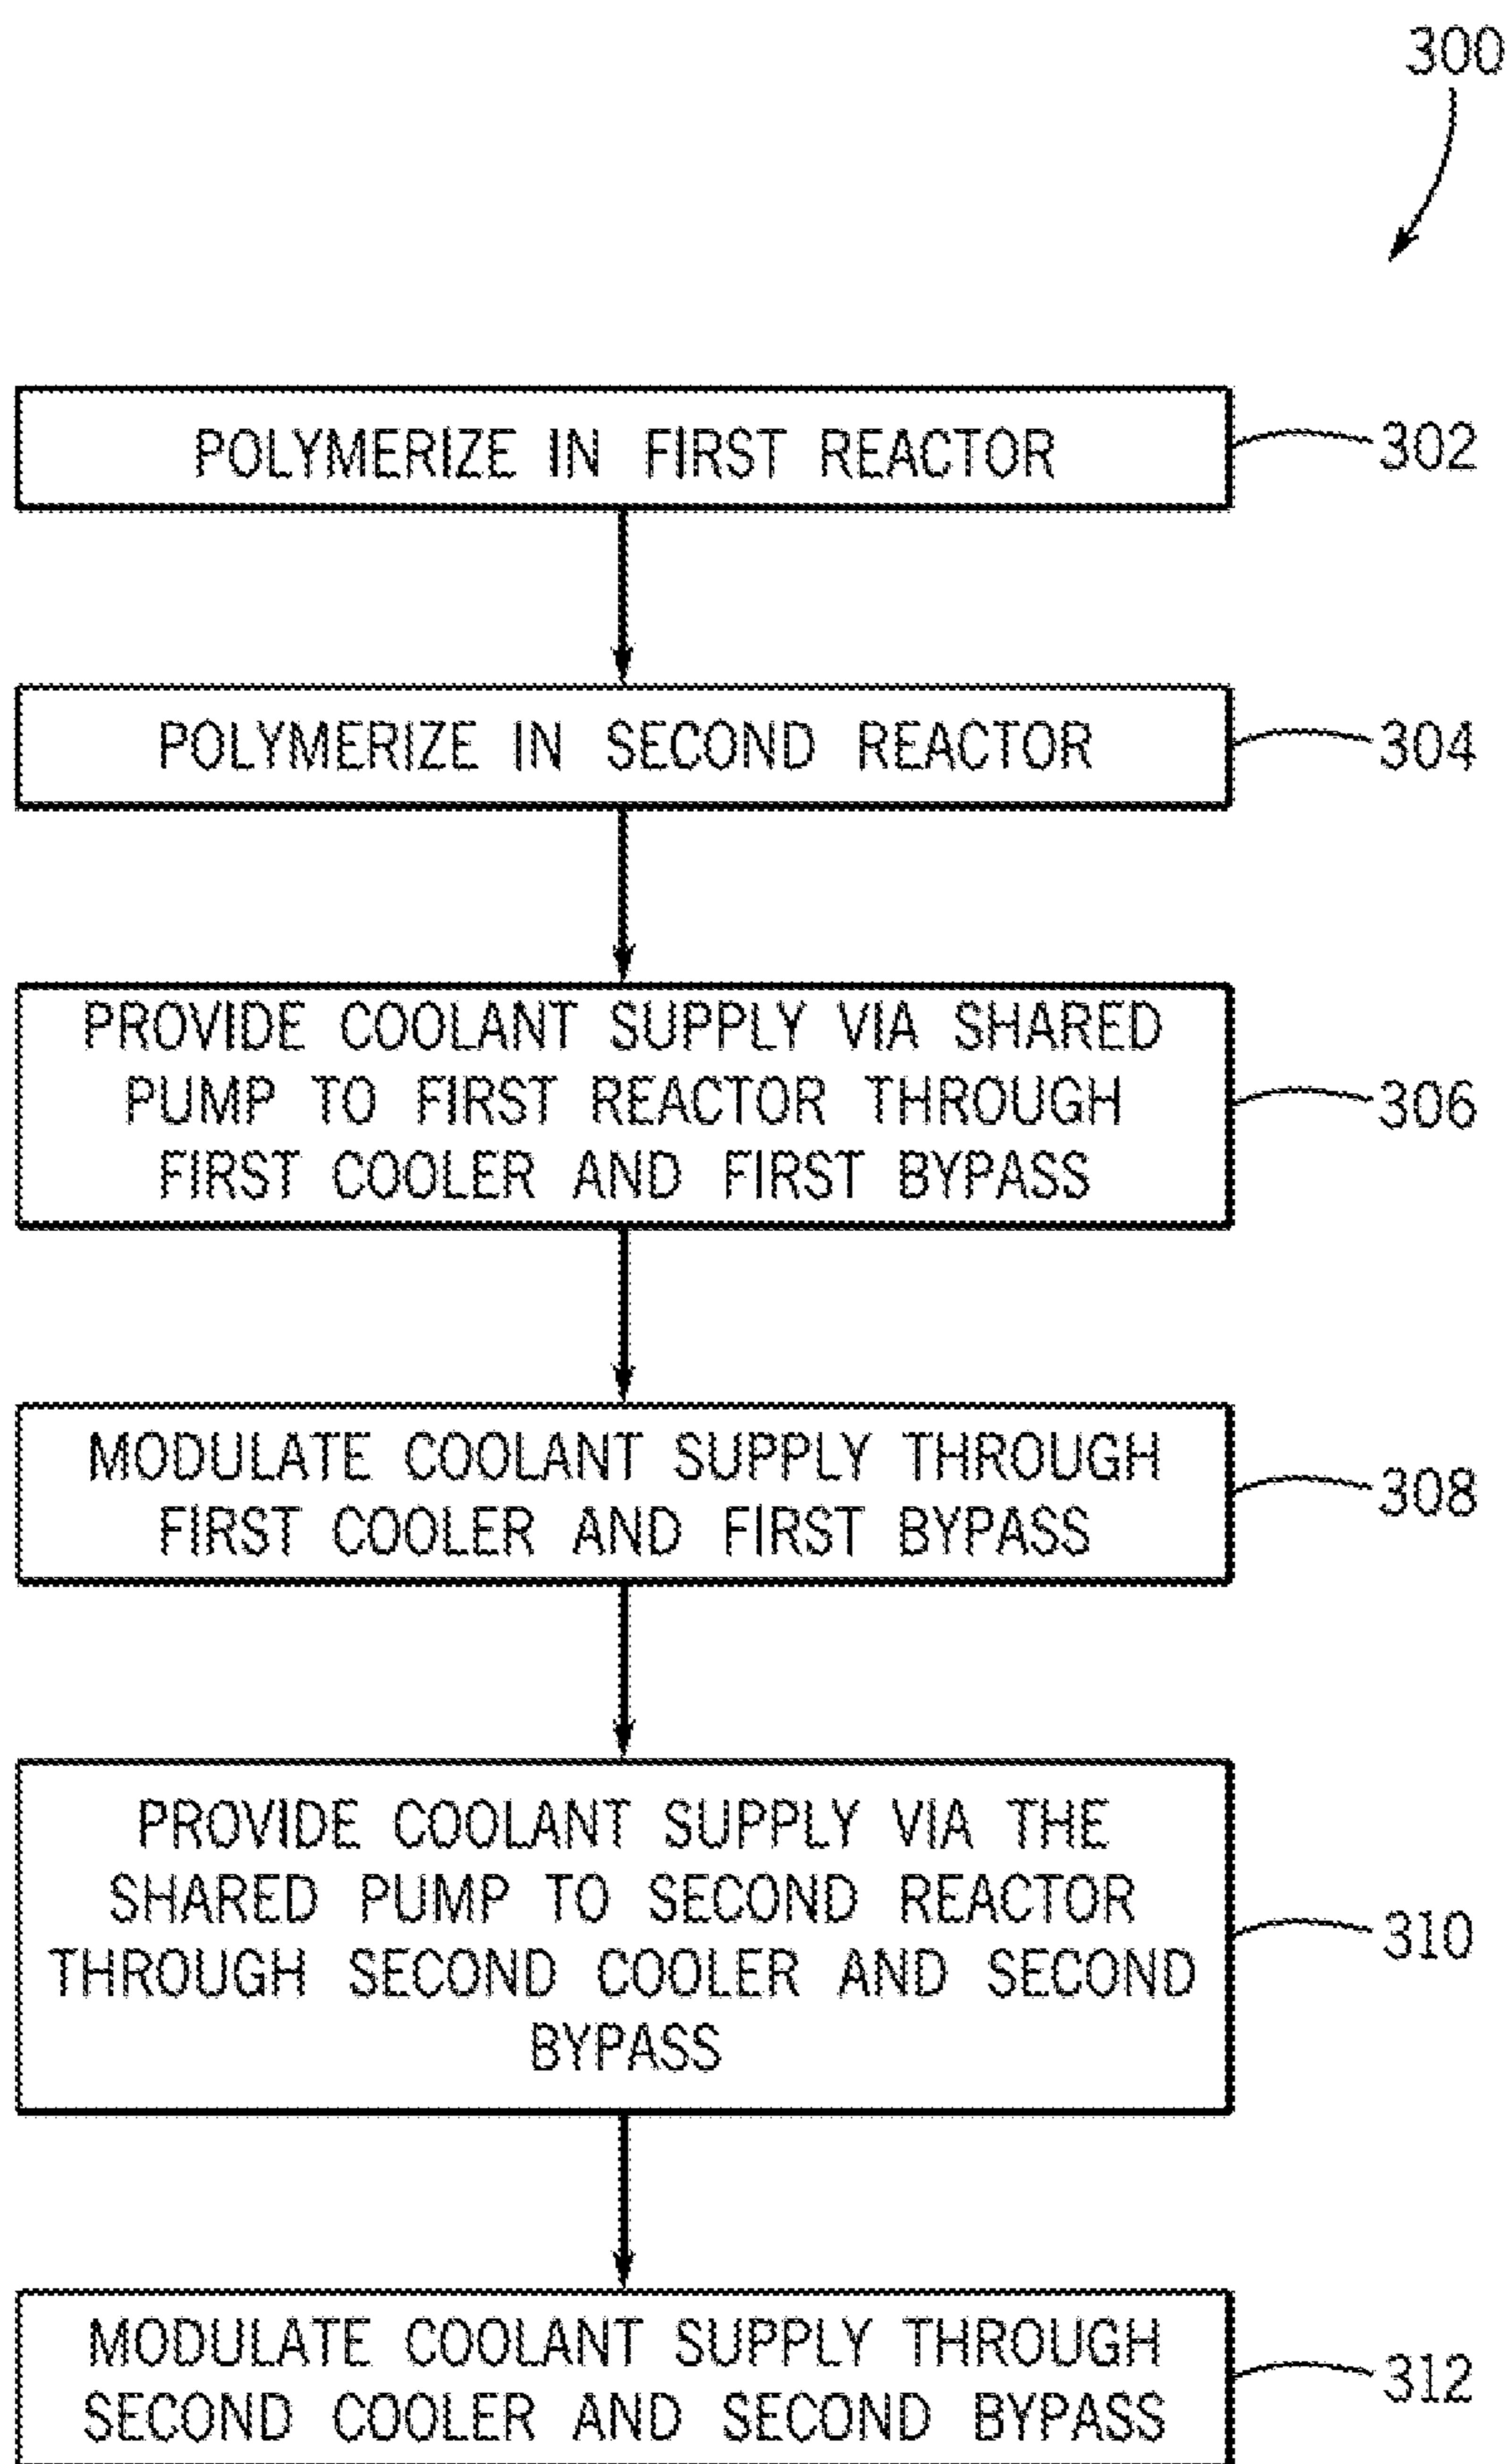 300
POLYMERIZE IN FIRST REACTOR
302
POLYMERIZE IN SECOND REACTOR
304
PROVIDE COOLANT SUPPLY VIA SHARED
PUMP TO FIRST REACTOR THROUGH
FIRST COOLER AND FIRST BYPASS
306
MODULATE COOLANT SUPPLY THROUGH
FIRST COOLER AND FIRST BYPASS
308
PROVIDE COOLANT SUPPLY VIA THE
SHARED PUMP TO SECOND REACTOR
THROUGH SECOND COOLER AND SECOND
BYPASS
310
MODULATE COOLANT SUPPLY THROUGH
SECOND COOLER AND SECOND BYPASS
312